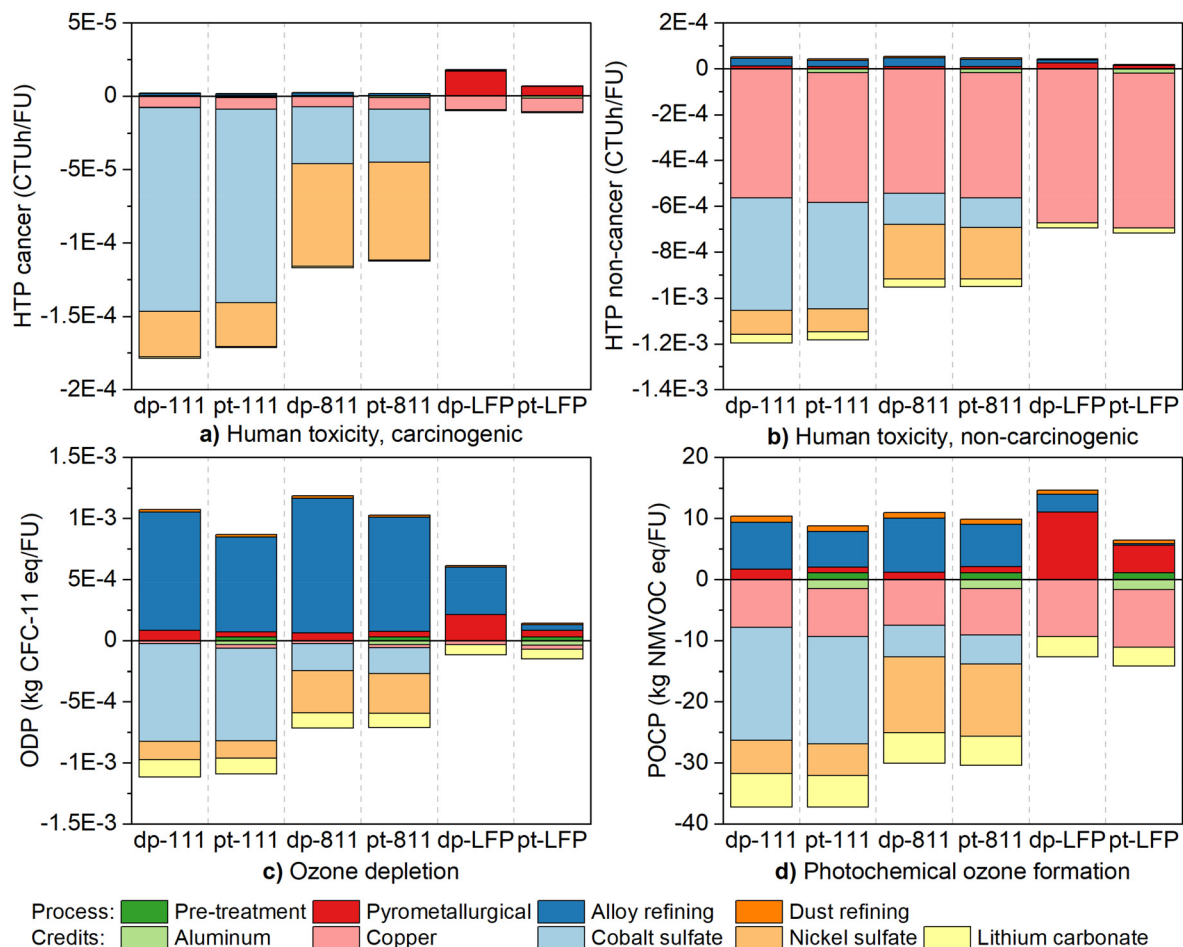 5E-5
0
-5E-5
-1E-4
-1.5E-4
-2E-4
HTP cancer (CTUh/FU)
dp-111 pt-111 dp-811 pt-811 dp-LFP pt-LFP
a) Human toxicity, carcinogenic
2E-4
0
-2E-4
-4E-4
-6E-4
-8E-4
-1E-3
-1.2E-3
-1.4E-3
HTP non-cancer (CTUh/FU)
dp-111 pt-111 dp-811 pt-811 dp-LFP pt-LFP
b) Human toxicity, non-carcinogenic
1.5E-3
1E-3
5E-4
0
-5E-4
-1E-3
-1.5E-3
ODP (kg CFC-11 eq/FU)
dp-111 pt-111 dp-811 pt-811 dp-LFP pt-LFP
c) Ozone depletion
20
10
0
-10
-20
-30
-40
POCP (kg NMVOC eq/FU)
dp-111 pt-111 dp-811 pt-811 dp-LFP pt-LFP
d) Photochemical ozone formation
Process: Pre-treatment Pyrometallurgical Alloy refining Dust refining
Credits: Aluminum Copper Cobalt sulfate Nickel sulfate Lithium carbonate